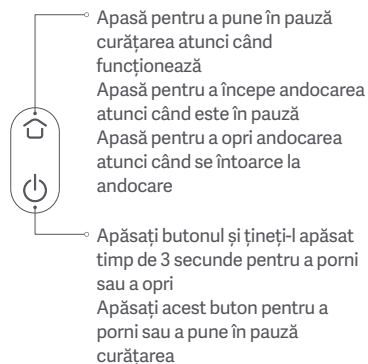 Apasă pentru a pune în pauză
curățarea atunci când
funcționează
Apasă pentru a începe andocarea
atunci când este în pauză
Apasă pentru a opri andocarea
atunci când se întoarce la
andocare
Apăsați butonul și țineți-l apăsat
timp de 3 secunde pentru a porni
sau a opri
Apăsați acest buton pentru a
porni sau a pune în pauză
curățarea